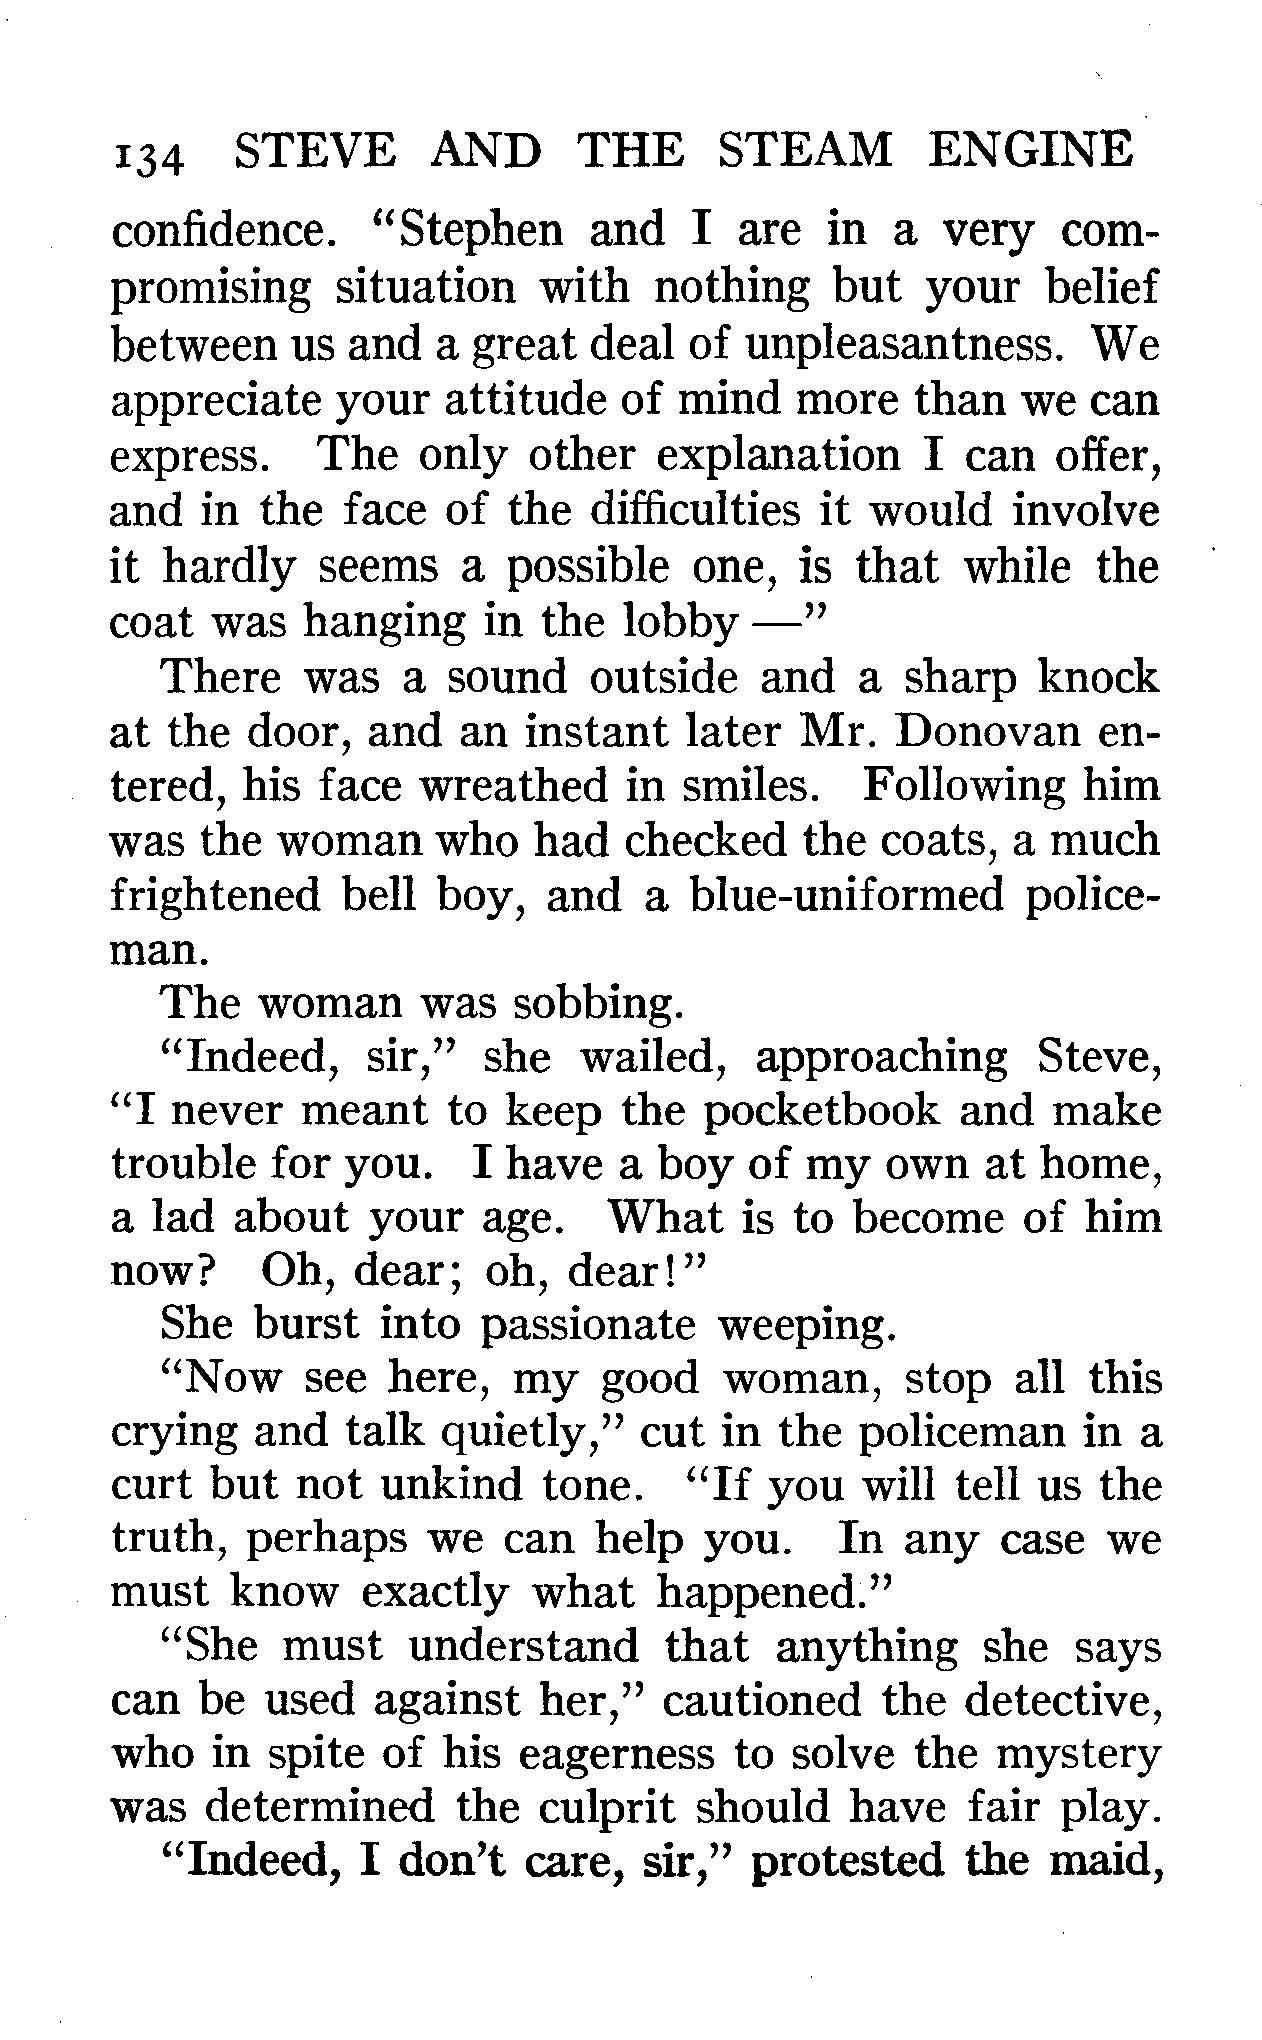 134 STEVE AND THE STEAM ENGINE
confidence. "Stephen and I are in a very com-
promising situation with nothing but your belief
between us and a great deal of unpleasantness. We
appreciate your attitude of mind more than we can
express. The only other explanation I can offer,
and in the face of the difficulties it would involve
it hardly seems a possible one, is that while the
coat was hanging in the lobby —"
There was a sound outside and a sharp knock
at the door, and an instant later Mr. Donovan en-
tered, his face wreathed in smiles. Following him
was the woman who had checked the coats, a much
frightened bell boy, and a blue-uniformed police-
man.
The woman was sobbing.
"Indeed, sir," she wailed, approaching Steve,
"I never meant to keep the pocketbook and make
trouble for you. I have a boy of my own at home,
a lad about your age. What is to become of him
now? Oh, dear; oh, dear!"
She burst into passionate weeping.
"Now see here, my good woman, stop all this
crying and talk quietly," cut in the policeman in a
curt but not unkind tone. "If you will tell us the
truth, perhaps we can help you. In any case we
must know exactly what happened."
"She must understand that anything she says
can be used against her," cautioned the detective,
who in spite of his eagerness to solve the mystery
was determined the culprit should have fair play.
"Indeed, I don't care, sir," protested the maid,